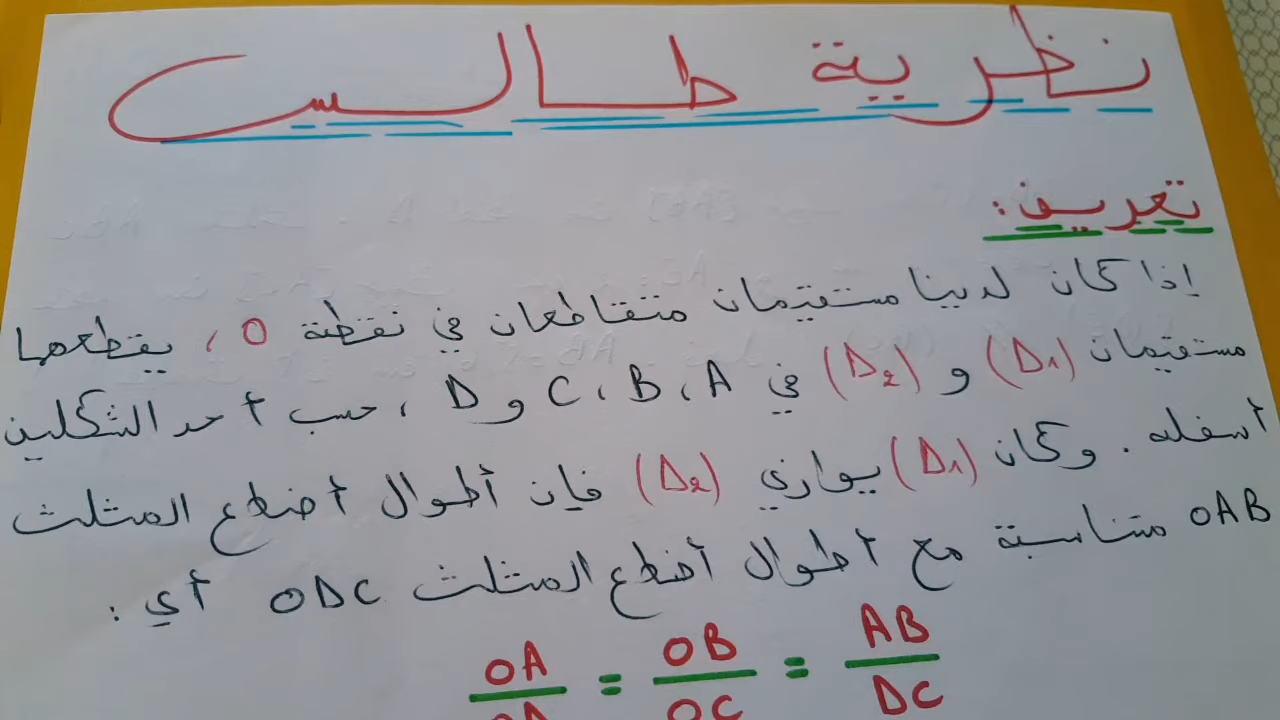 نظرية طاليس
تعريف:
إذا كان لدينا مستقيمان متقاطعان في نقطة O، يقطعها
مستقيمان (D1) و (D2) في A، B، C و D، حسب أحد الشكلين
أسفله. وكان (D1) يوازي (D2) فإن أطوال أضلاع المثلث
OAB متناسبة مع أطوال أضلاع المثلث ODC أي:
OA/OD = OB/OC = AB/DC